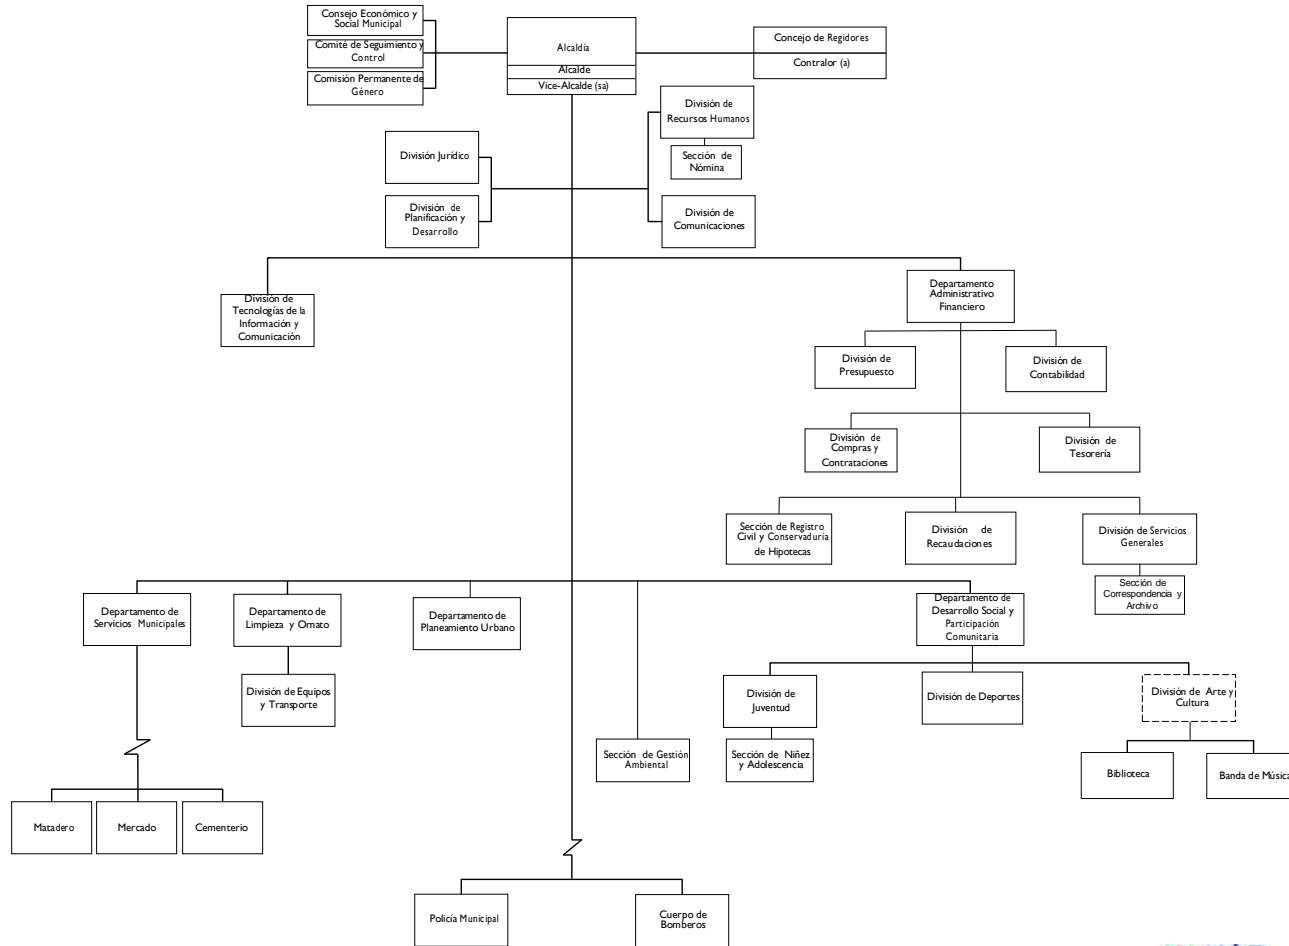 Consejo Económico y
Social Municipal
Comité de Seguimiento y
Control
Comisión Permanente de
Género
Alcaldía
Alcalde
Vice-Alcalde (sa)
Concejo de Regidores
Contralor (a)
División de
Recursos Humanos
Sección de
Nómina
División Jurídico
División de
Planificación y
Desarrollo
División de
Comunicaciones
División de
Tecnologías de la
Información y
Comunicación
Departamento
Administrativo
Financiero
División de
Presupuesto
División de
Contabilidad
División de
Compras y
Contrataciones
División de
Tesorería
Sección de Registro
Civil y Conservaduría
de Hipotecas
División de
Recaudaciones
División de Servicios
Generales
Sección de
Correspondencia y
Archivo
Departamento de
Servicios Municipales
Departamento de
Limpieza y Ornato
Departamento de
Planeamiento Urbano
Departamento de
Desarrollo Social y
Participación
Comunitaria
División de Equipos
y Transporte
División de
Juventud
División de Deportes
División de Arte y
Cultura
Sección de Gestión
Ambiental
Sección de Niñez
y Adolescencia
Biblioteca
Banda de Música
Matadero
Mercado
Cementerio
Policía Municipal
Cuerpo de
Bomberos